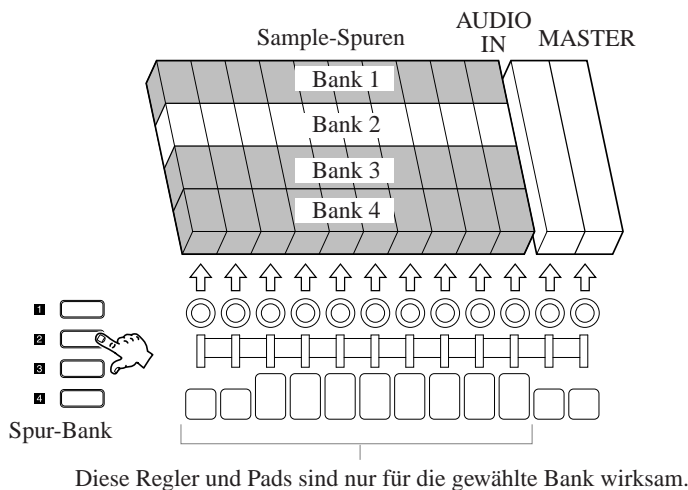 Sample-Spuren
AUDIO
IN
MASTER
Bank 1
Bank 2
Bank 3
Bank 4
1
2
3
4
Spur-Bank
Diese Regler und Pads sind nur für die gewählte Bank wirksam.